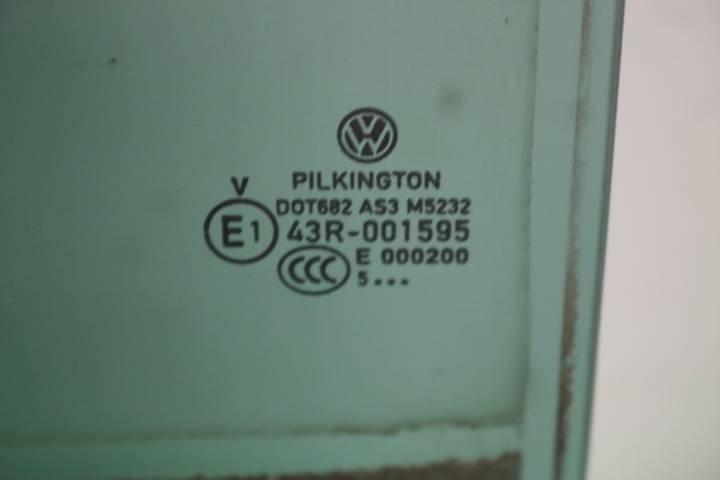 PILKINGTON
V
DOT682 AS3 M5232
E1 43R-001595
CCC E 000200
5...